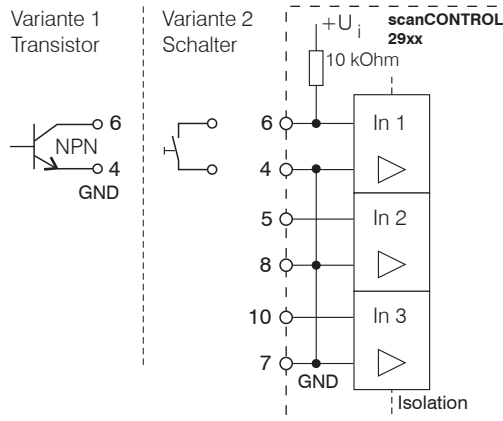 Variante 1
Transistor
Variante 2
Schalter
scanCONTROL
29xx
+U i
10 kOhm
6
NPN
4
GND
6
In 1
4
5
In 2
8
10
In 3
7
GND
Isolation